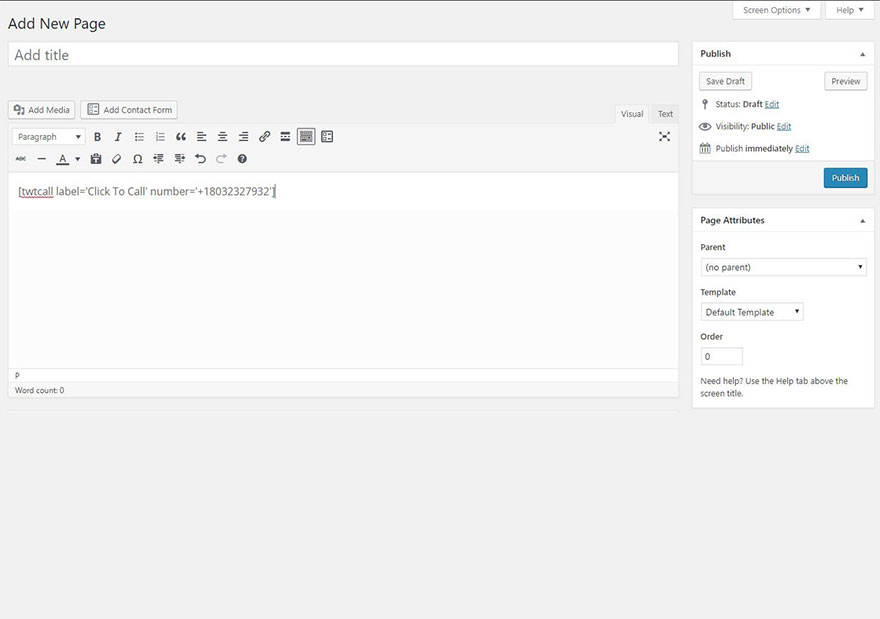 Screen Options Help
Add New Page
Add title
Add Media Add Contact Form
Visual Text
Paragraph B I
ABC A Ω
[twtcall label='Click To Call' number='+18032327932']
P
Word count: 0
Publish
Save Draft Preview
Status: Draft Edit
Visibility: Public Edit
Publish immediately Edit
Publish
Page Attributes
Parent
(no parent)
Template
Default Template
Order
0
Need help? Use the Help tab above the
screen title.